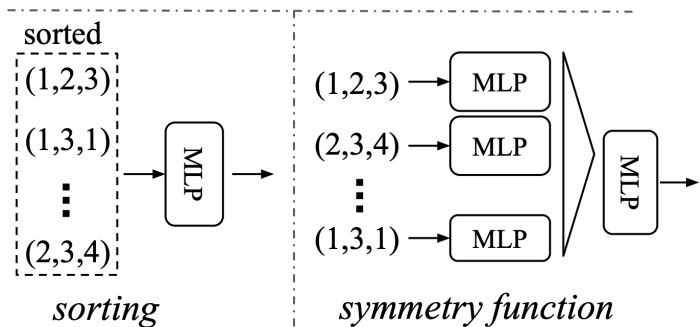 sorted
(1,2,3)
(1,3,1)
(2,3,4)
MLP
sorting
(1,2,3)
MLP
(2,3,4)
MLP
(1,3,1)
MLP
MLP
symmetry function